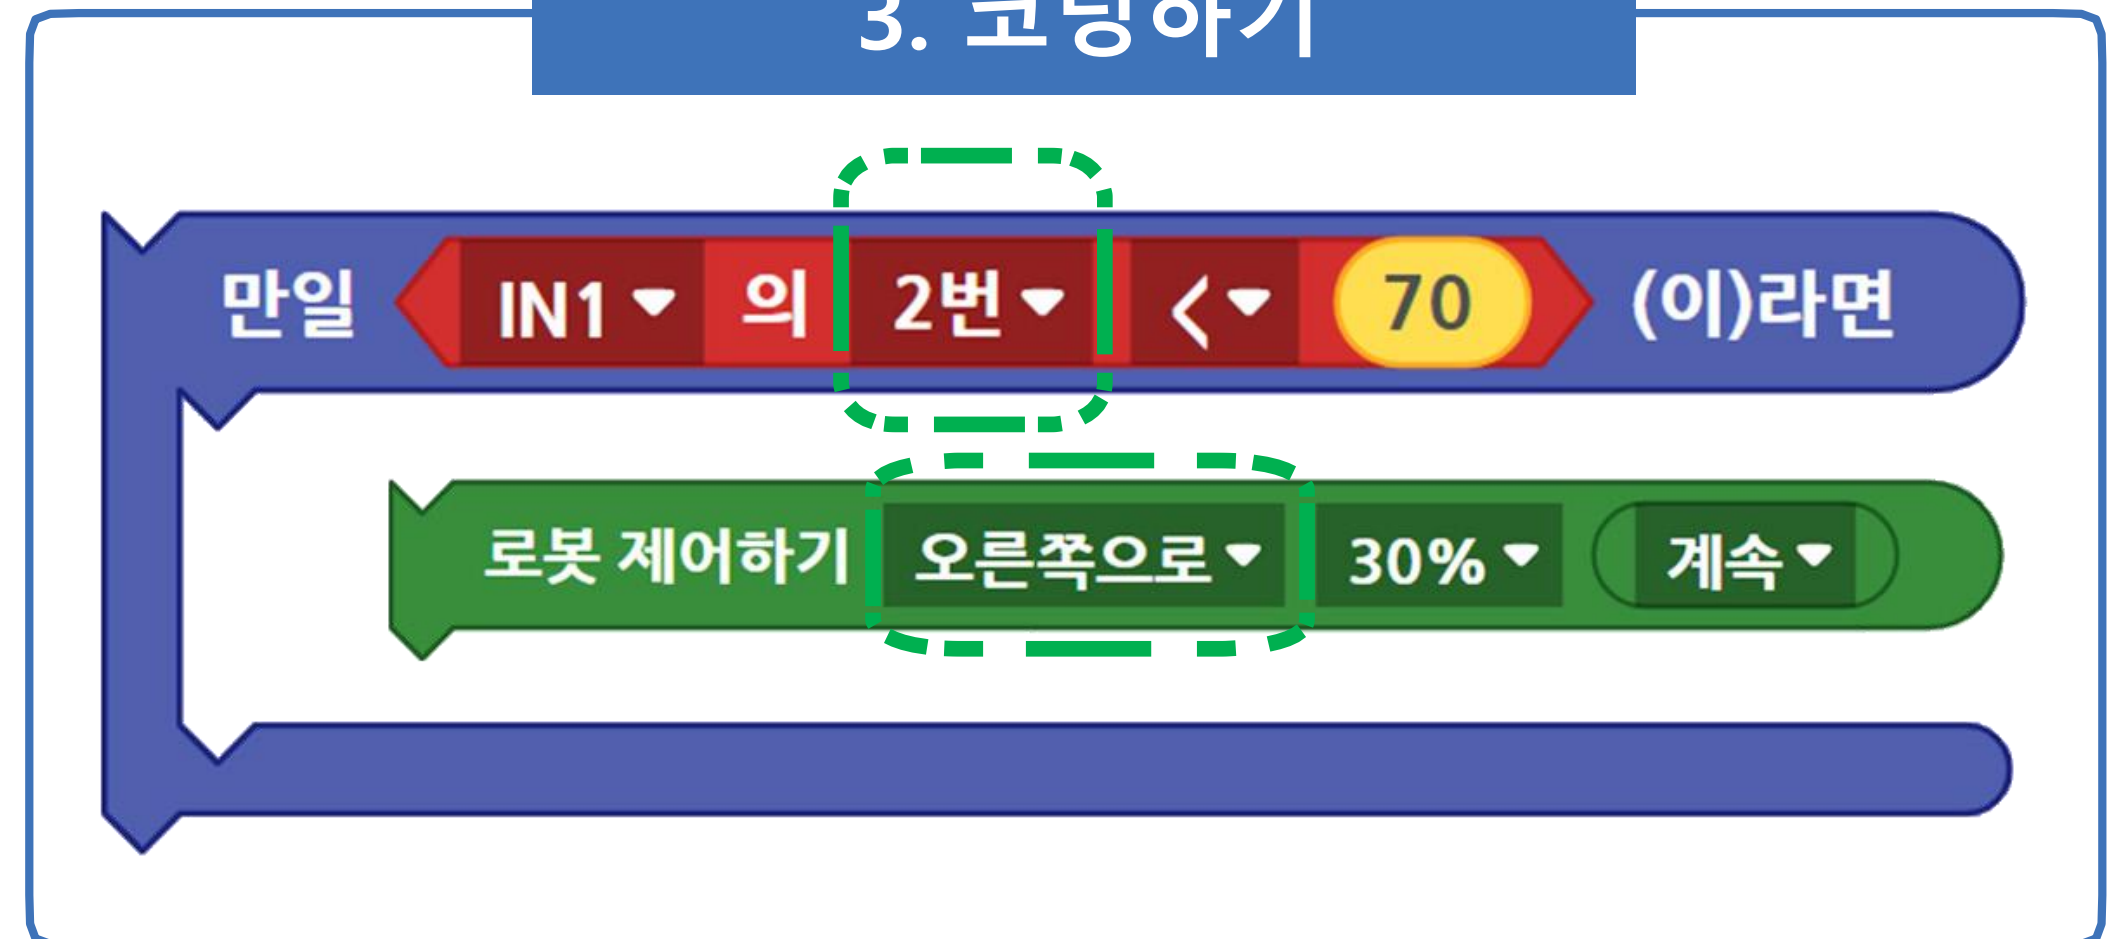 3. 코딩하기
만일 IN1 의 2번 < 70 (이)라면
로봇 제어하기 오른쪽으로 30% 계속